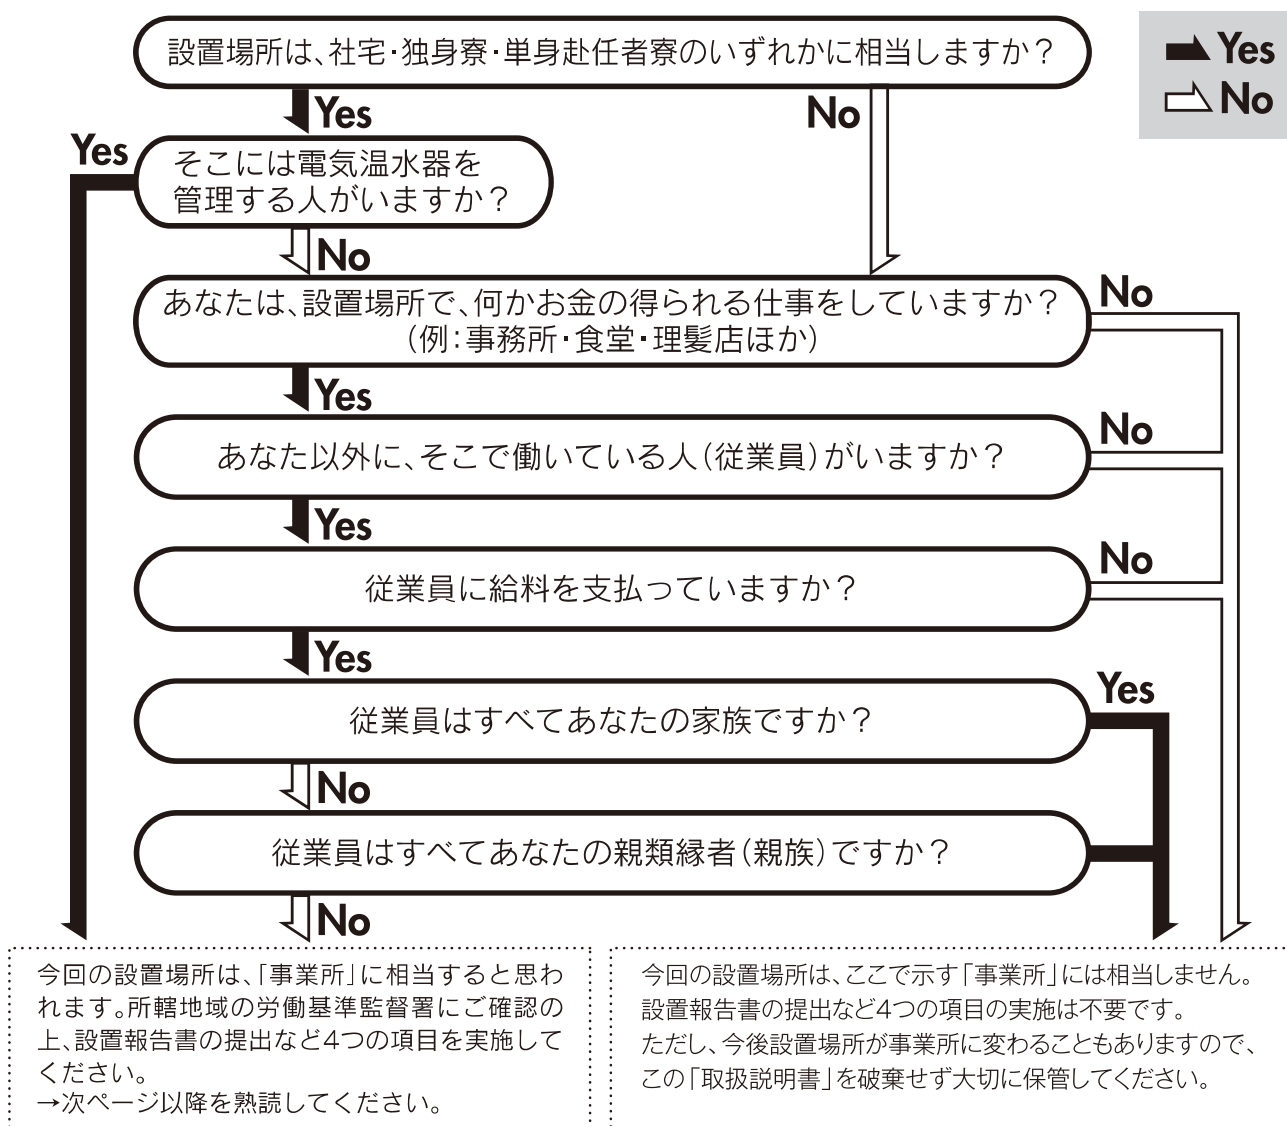 設置場所は、社宅・独身寮・単身赴任者寮のいずれかに相当しますか?
Yes
No
Yes
No
Yes
そこには電気温水器を
管理する人がいますか?
No
あなたは、設置場所で、何かお金の得られる仕事をしていますか?
(例:事務所・食堂・理髪店ほか)
No
Yes
あなた以外に、そこで働いている人(従業員)がいますか?
No
Yes
従業員に給料を支払っていますか?
No
Yes
従業員はすべてあなたの家族ですか?
Yes
No
従業員はすべてあなたの親類縁者(親族)ですか?
No
今回の設置場所は、「事業所」に相当すると思わ
れます。所轄地域の労働基準監督署にご確認の
上、設置報告書の提出など4つの項目を実施して
ください。
→次ページ以降を熟読してください。
今回の設置場所は、ここで示す「事業所」には相当しません。
設置報告書の提出など4つの項目の実施は不要です。
ただし、今後設置場所が事業所に変わることもありますので、
この「取扱説明書」を破棄せず大切に保管してください。